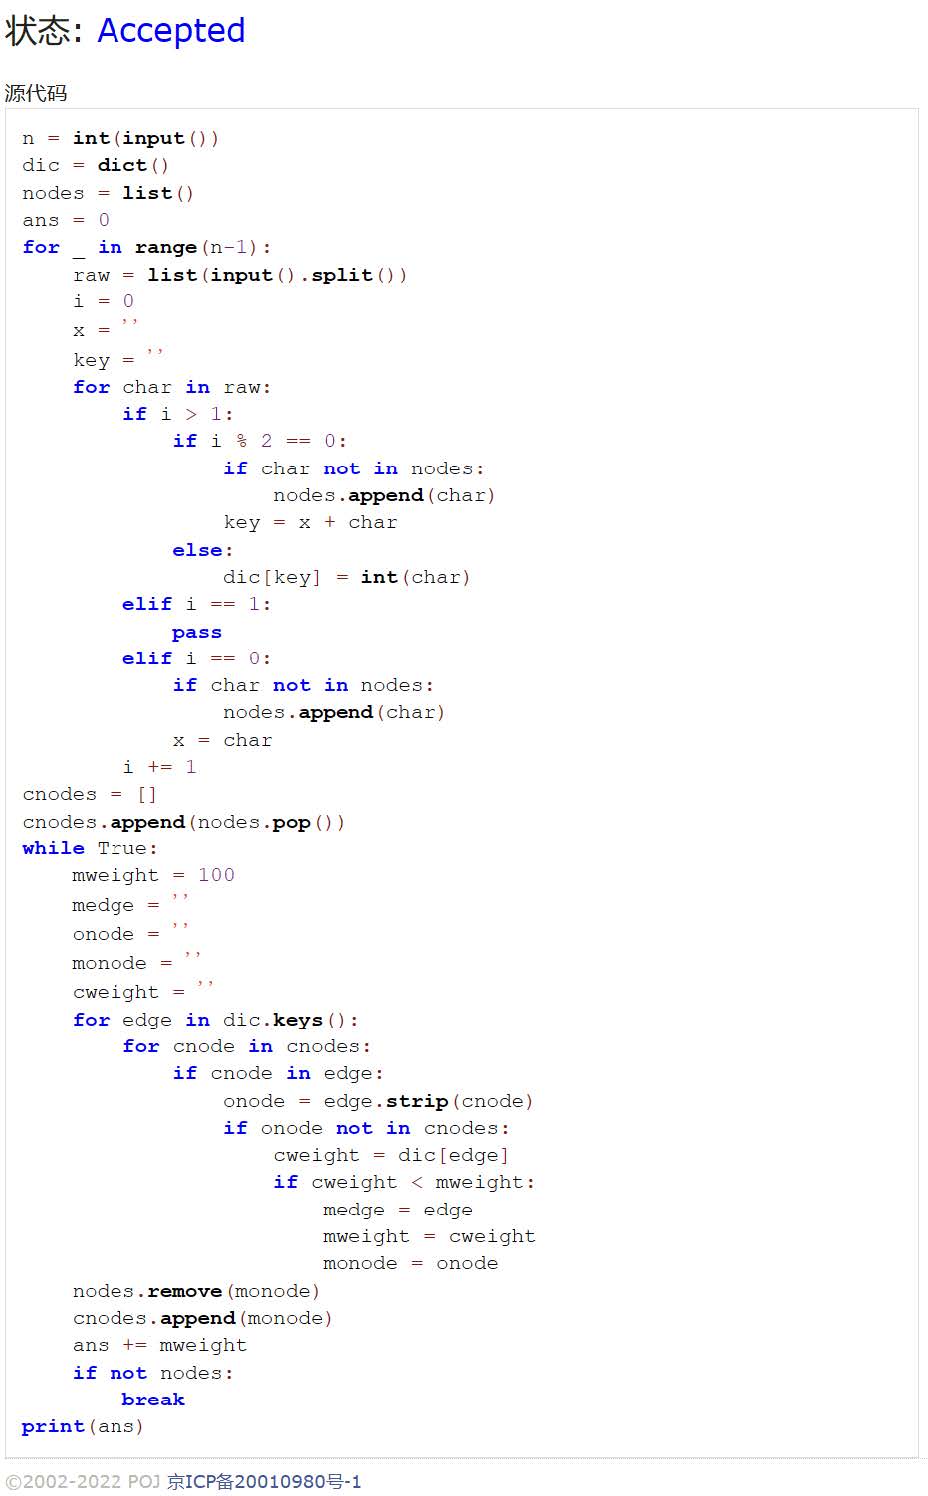 状态: Accepted
源代码
n = int(input())
dic = dict()
nodes = list()
ans = 0
for _ in range(n-1):
    raw = list(input().split())
    i = 0
    x = ''
    key = ''
    for char in raw:
        if i > 1:
            if i % 2 == 0:
                if char not in nodes:
                    nodes.append(char)
                key = x + char
            else:
                dic[key] = int(char)
        elif i == 1:
            pass
        elif i == 0:
            if char not in nodes:
                nodes.append(char)
            x = char
        i += 1
cnodes = []
cnodes.append(nodes.pop())
while True:
    mweight = 100
    medge = ''
    onode = ''
    monode = ''
    cweight = ''
    for edge in dic.keys():
        for cnode in cnodes:
            if cnode in edge:
                onode = edge.strip(cnode)
                if onode not in cnodes:
                    cweight = dic[edge]
                    if cweight < mweight:
                        medge = edge
                        mweight = cweight
                        monode = onode
    nodes.remove(monode)
    cnodes.append(monode)
    ans += mweight
    if not nodes:
        break
print(ans)
©2002-2022 POJ 京ICP备20010980号-1